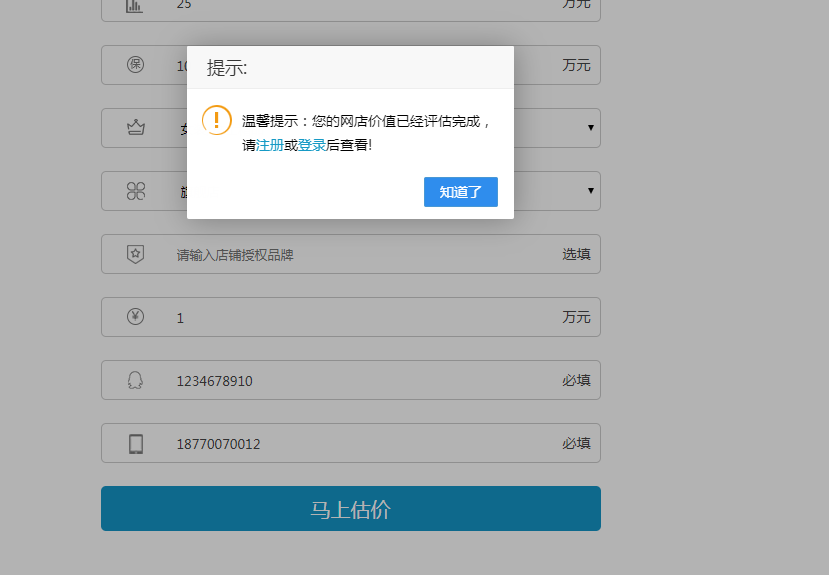 25 万元
提示:
10 万元
温馨提示：您的网店价值已经评估完成，
请注册或登录后查看!
知道了
请输入店铺授权品牌 选填
1 万元
1234678910 必填
18770070012 必填
马上估价